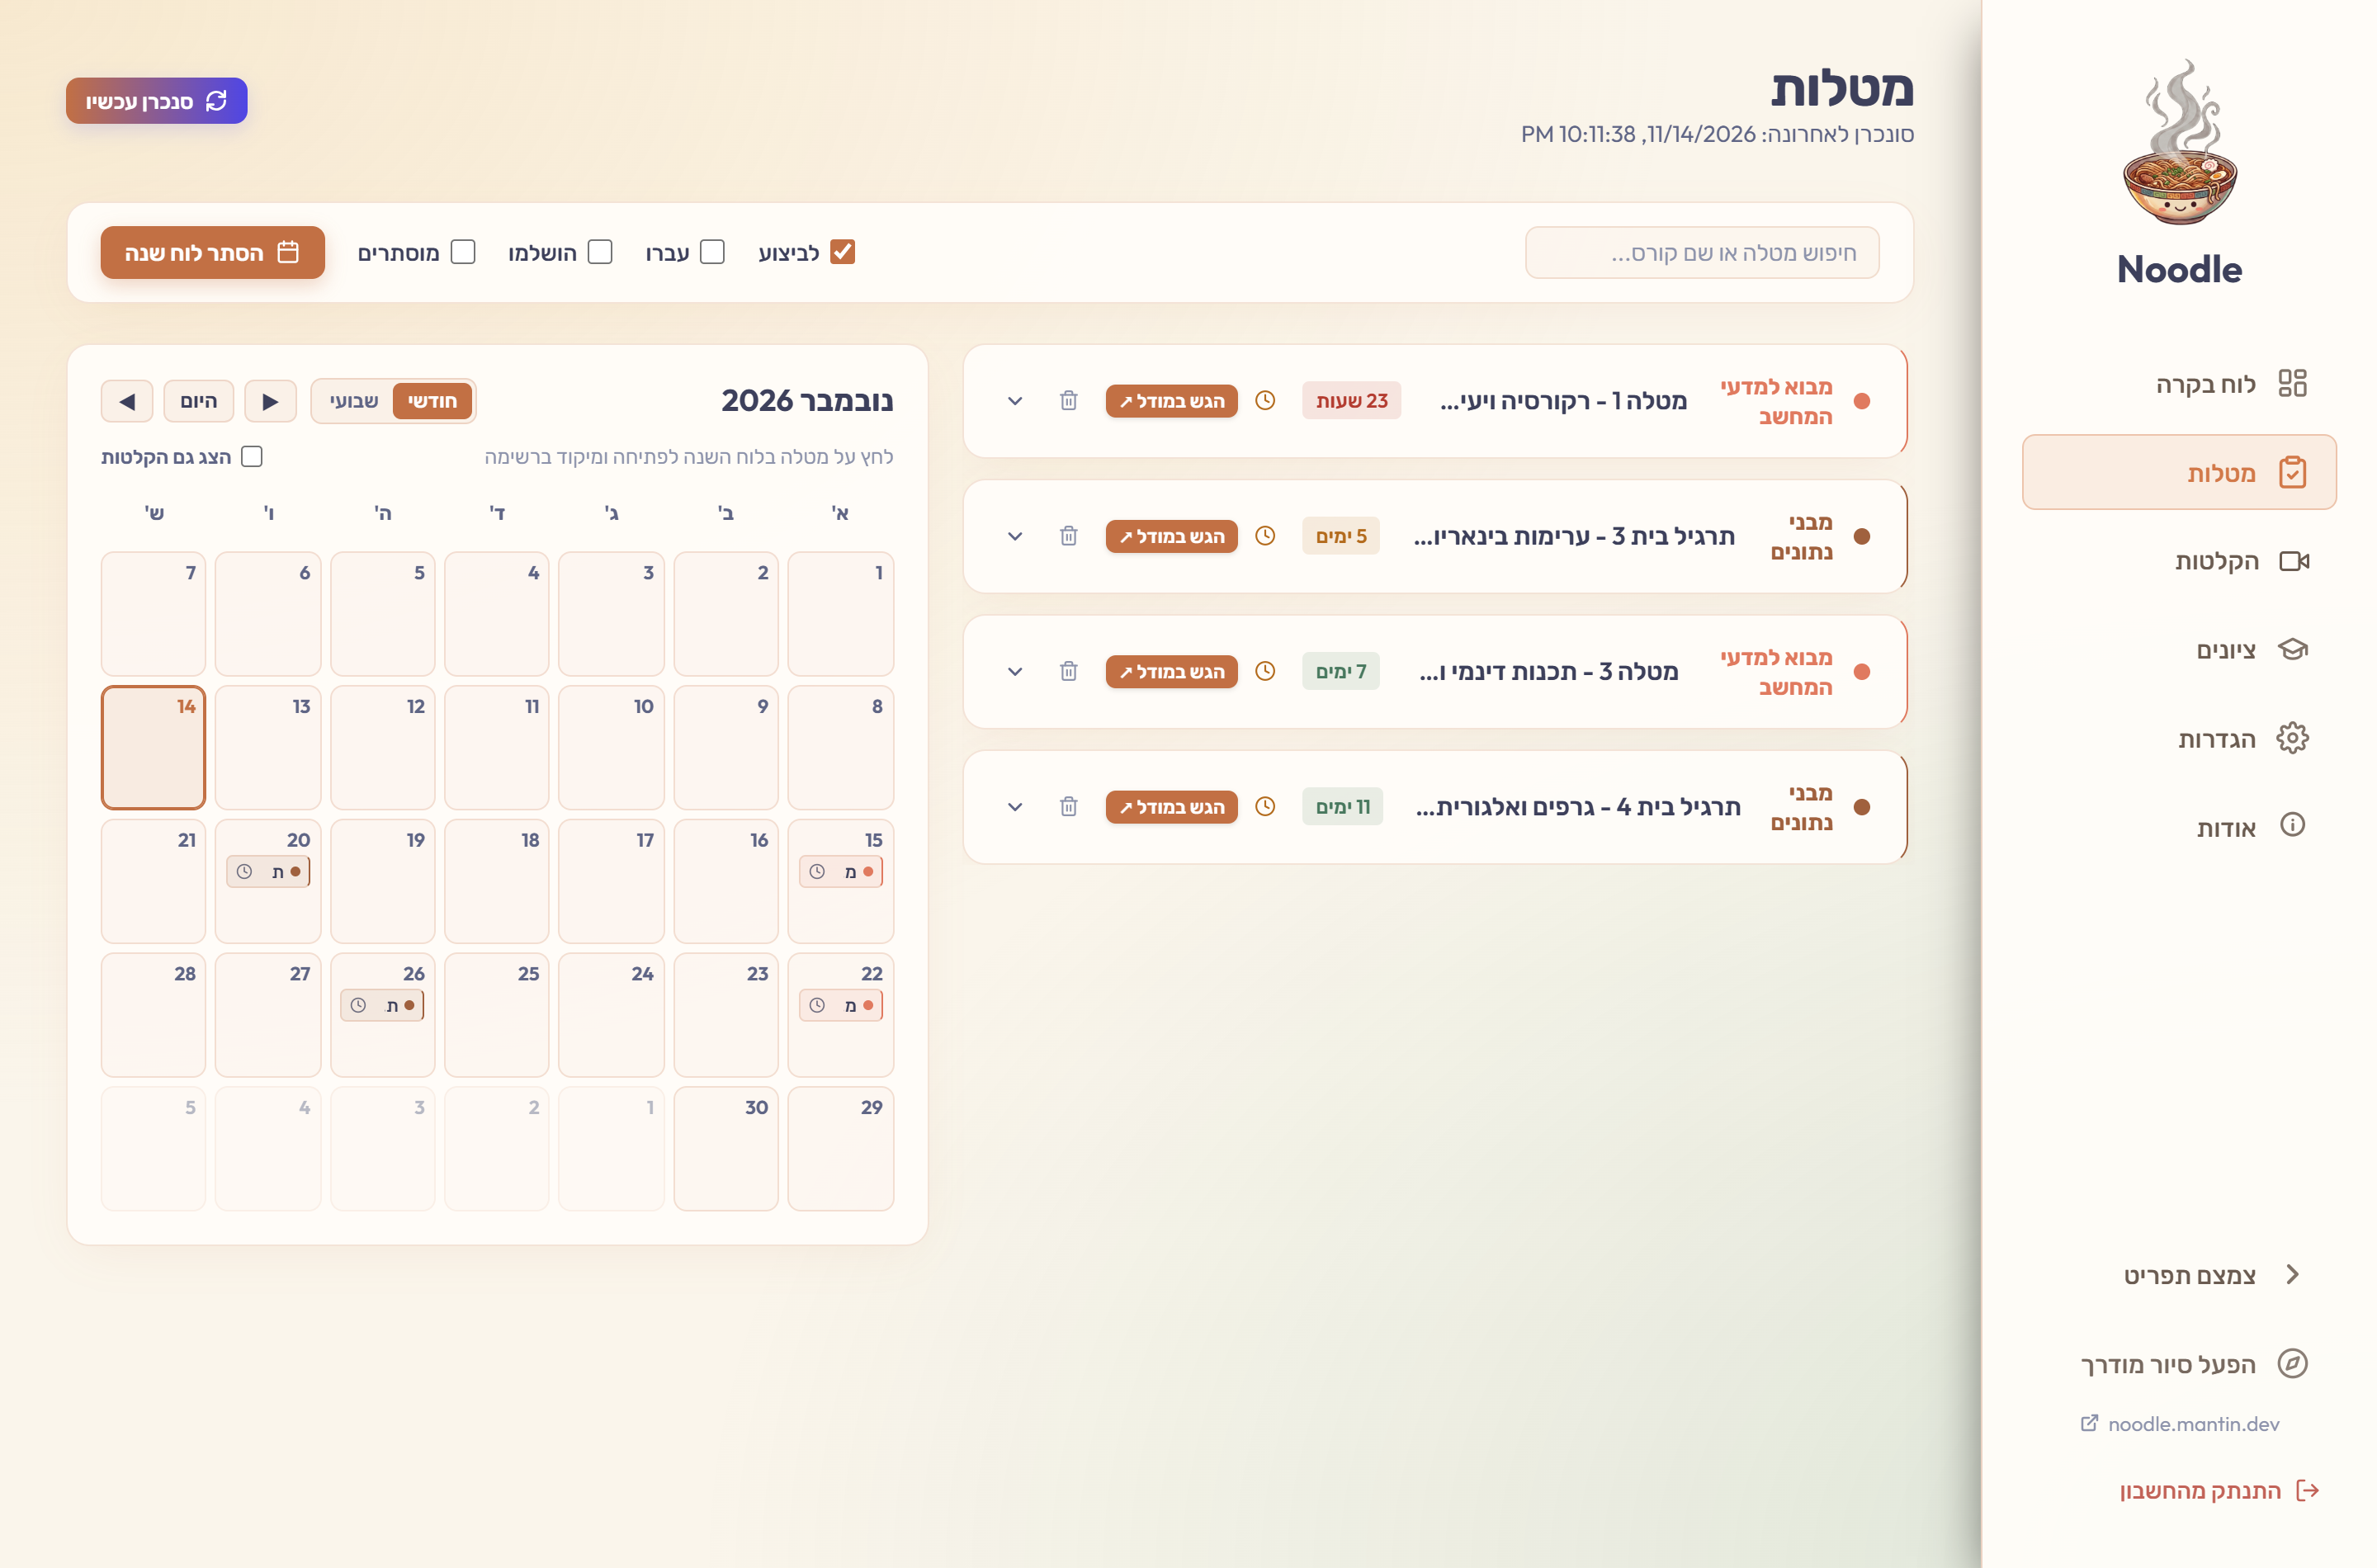 Noodle
לוח בקרה
מטלות
הקלטות
ציונים
הגדרות
אודות
צמצם תפריט
הפעל סיור מודרך
noodle.mantin.dev
התנתק מהחשבון
מטלות
סונכרן לאחרונה: 11/14/2026, 10:11:38 PM
סנכרן עכשיו
חיפוש מטלה או שם קורס...
לביצוע
עברו
הושלמו
מוסתרים
הסתר לוח שנה
מבוא למדעי
המחשב
מטלה 1 - רקורסיה ויעי...
23 שעות
הגש במודל ↗
מבני
נתונים
תרגיל בית 3 - ערימות בינאריו...
5 ימים
הגש במודל ↗
מבוא למדעי
המחשב
מטלה 3 - תכנות דינמי ו...
7 ימים
הגש במודל ↗
מבני
נתונים
תרגיל בית 4 - גרפים ואלגורית...
11 ימים
הגש במודל ↗
נובמבר 2026
חודשי
שבועי
▶
היום
◀
לחץ על מטלה בלוח השנה לפתיחה ומיקוד ברשימה
הצג גם הקלטות
א' ב' ג' ד' ה' ו' ש'
1 2 3 4 5 6 7
8 9 10 11 12 13 14
15 16 17 18 19 20 21
מ ת
22 23 24 25 26 27 28
מ ת
29 30 1 2 3 4 5